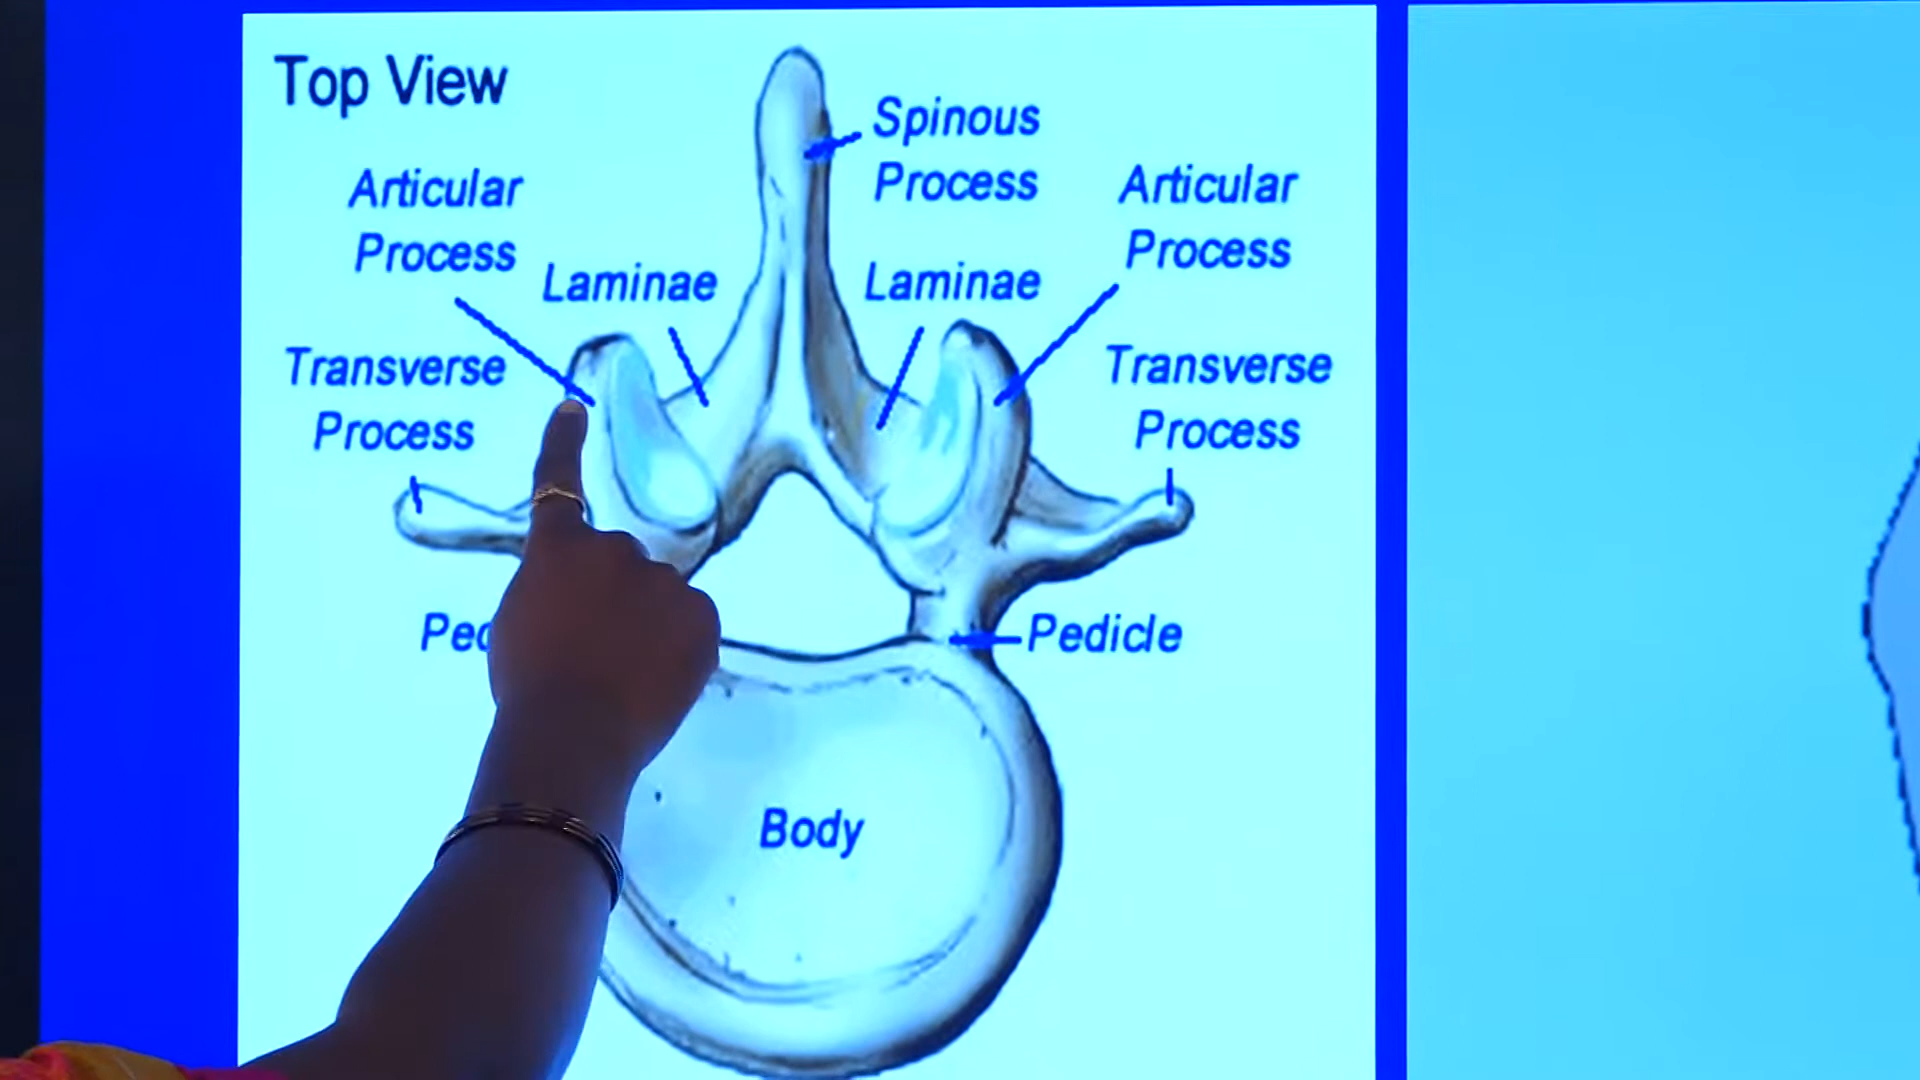 Top View
Spinous
Process
Articular
Process
Articular
Process
Laminae
Laminae
Transverse
Process
Transverse
Process
Pedicle
Body